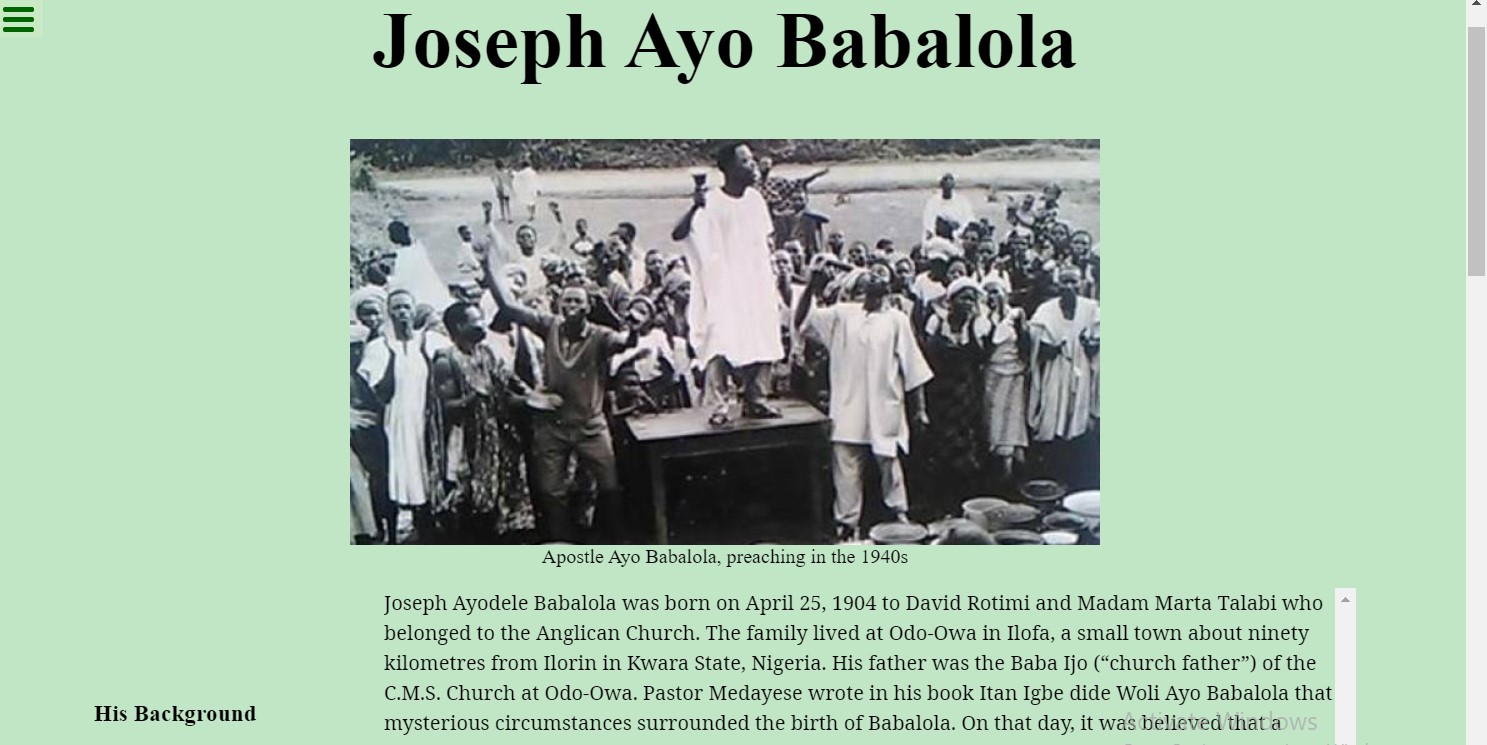 Joseph Ayo Babalola
Apostle Ayo Babalola, preaching in the 1940s
Joseph Ayodele Babalola was born on April 25, 1904 to David Rotimi and Madam Marta Talabi who
belonged to the Anglican Church. The family lived at Odo-Owa in Ilofa, a small town about ninety
kilometres from Ilorin in Kwara State, Nigeria. His father was the Baba Ijo (“church father”) of the
C.M.S. Church at Odo-Owa. Pastor Medayese wrote in his book Itan Igbe dide Woli Ayo Babalola that
His Background
mysterious circumstances surrounded the birth of Babalola. On that day, it was believed that a
Activate Windows